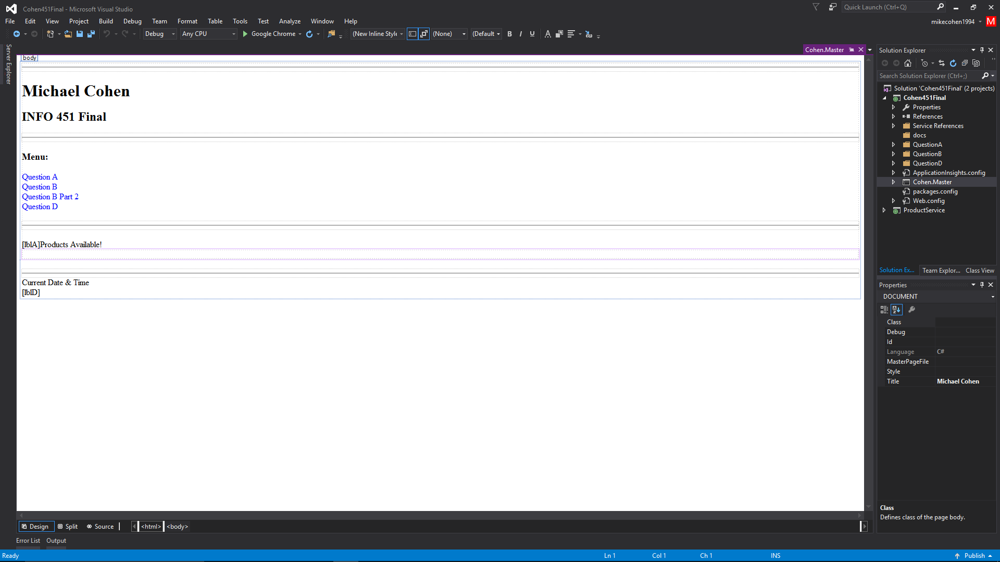 Cohen451Final - Microsoft Visual Studio
Quick Launch (Ctrl+Q)
File Edit View Project Build Debug Team Format Table Tools Test Analyze Window Help
mikecohen1994 M
Debug Any CPU Google Chrome (New Inline Style (None) (Default B I U A
Server Explorer
Cohen.Master
body
Michael Cohen
INFO 451 Final
Menu:
Question A
Question B
Question B Part 2
Question D
[lblA]Products Available!
Current Date & Time
[lblD]
Design Split Source <html> <body>
Error List Output
Solution Explorer
Search Solution Explorer (Ctrl+;)
Solution 'Cohen451Final' (2 projects)
Cohen451Final
Properties
References
Service References
docs
QuestionA
QuestionB
QuestionD
ApplicationInsights.config
Cohen.Master
packages.config
Web.config
ProductService
Solution Ex... Team Explor... Class View
Properties
DOCUMENT
Class
Debug
Id
Language C#
MasterPageFile
Style
Title Michael Cohen
Class
Defines class of the page body.
Ready Ln 1 Col 1 Ch 1 INS Publish